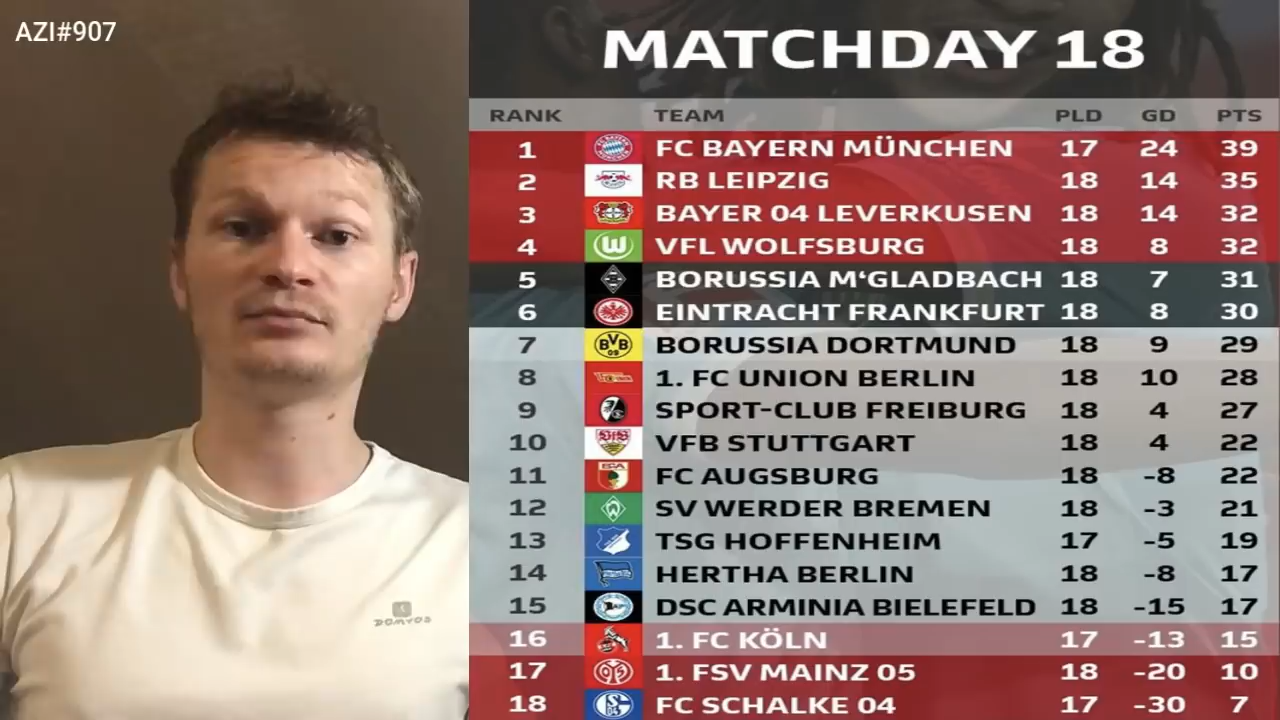 AZI#907
MATCHDAY 18
RANK TEAM PLD GD PTS
1 FC BAYERN MÜNCHEN 17 24 39
2 RB LEIPZIG 18 14 35
3 BAYER 04 LEVERKUSEN 18 14 32
4 VFL WOLFSBURG 18 8 32
5 BORUSSIA M‘GLADBACH 18 7 31
6 EINTRACHT FRANKFURT 18 8 30
7 BVB 09 BORUSSIA DORTMUND 18 9 29
8 1. FC UNION BERLIN 18 10 28
9 SPORT-CLUB FREIBURG 18 4 27
10 VFB STUTTGART 18 4 22
11 FC AUGSBURG 18 -8 22
12 SV WERDER BREMEN 18 -3 21
13 TSG HOFFENHEIM 17 -5 19
14 HERTHA BERLIN 18 -8 17
15 DSC ARMINIA BIELEFELD 18 -15 17
16 1. FC KÖLN 17 -13 15
17 1. FSV MAINZ 05 18 -20 10
18 FC SCHALKE 04 17 -30 7
DOMYOS